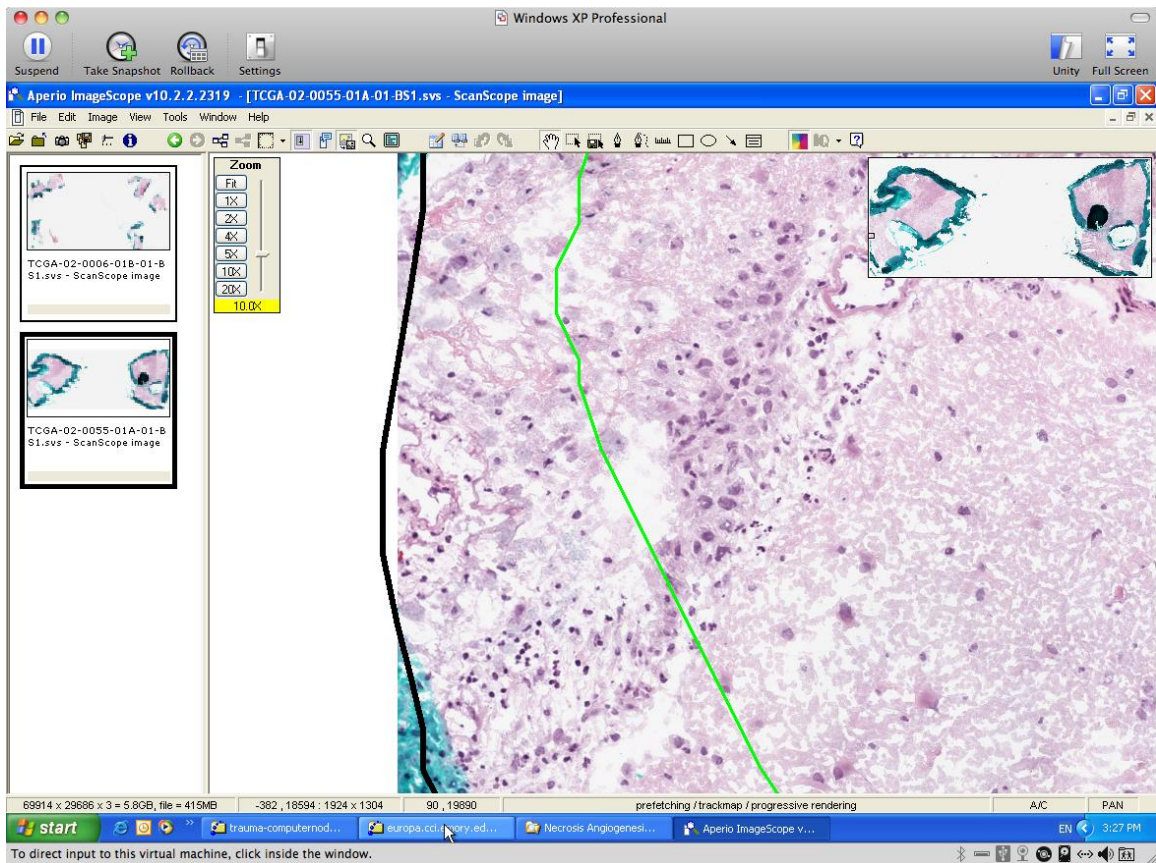 Windows XP Professional
Suspend Take Snapshot Rollback Settings Unity Full Screen
Aperio ImageScope v10.2.2.2319 - [TCGA-02-0055-01A-01-BS1.svs - ScanScope image]
File Edit Image View Tools Window Help
Zoom
Fit
1X
2X
4X
5X
10X
20X
10.0X
TCGA-02-0006-01B-01-B
S1.svs - ScanScope image
TCGA-02-0055-01A-01-B
S1.svs - ScanScope image
69914 x 29686 x 3 = 5.8GB, file = 415MB -382 , 18594 : 1924 x 1304 90 , 19890 prefetching / trackmap / progressive rendering A/C PAN
start trauma-computernod... europa.cci.emory.ed... Necrosis Angiogenesi... Aperio ImageScope v... EN 3:27 PM
To direct input to this virtual machine, click inside the window.